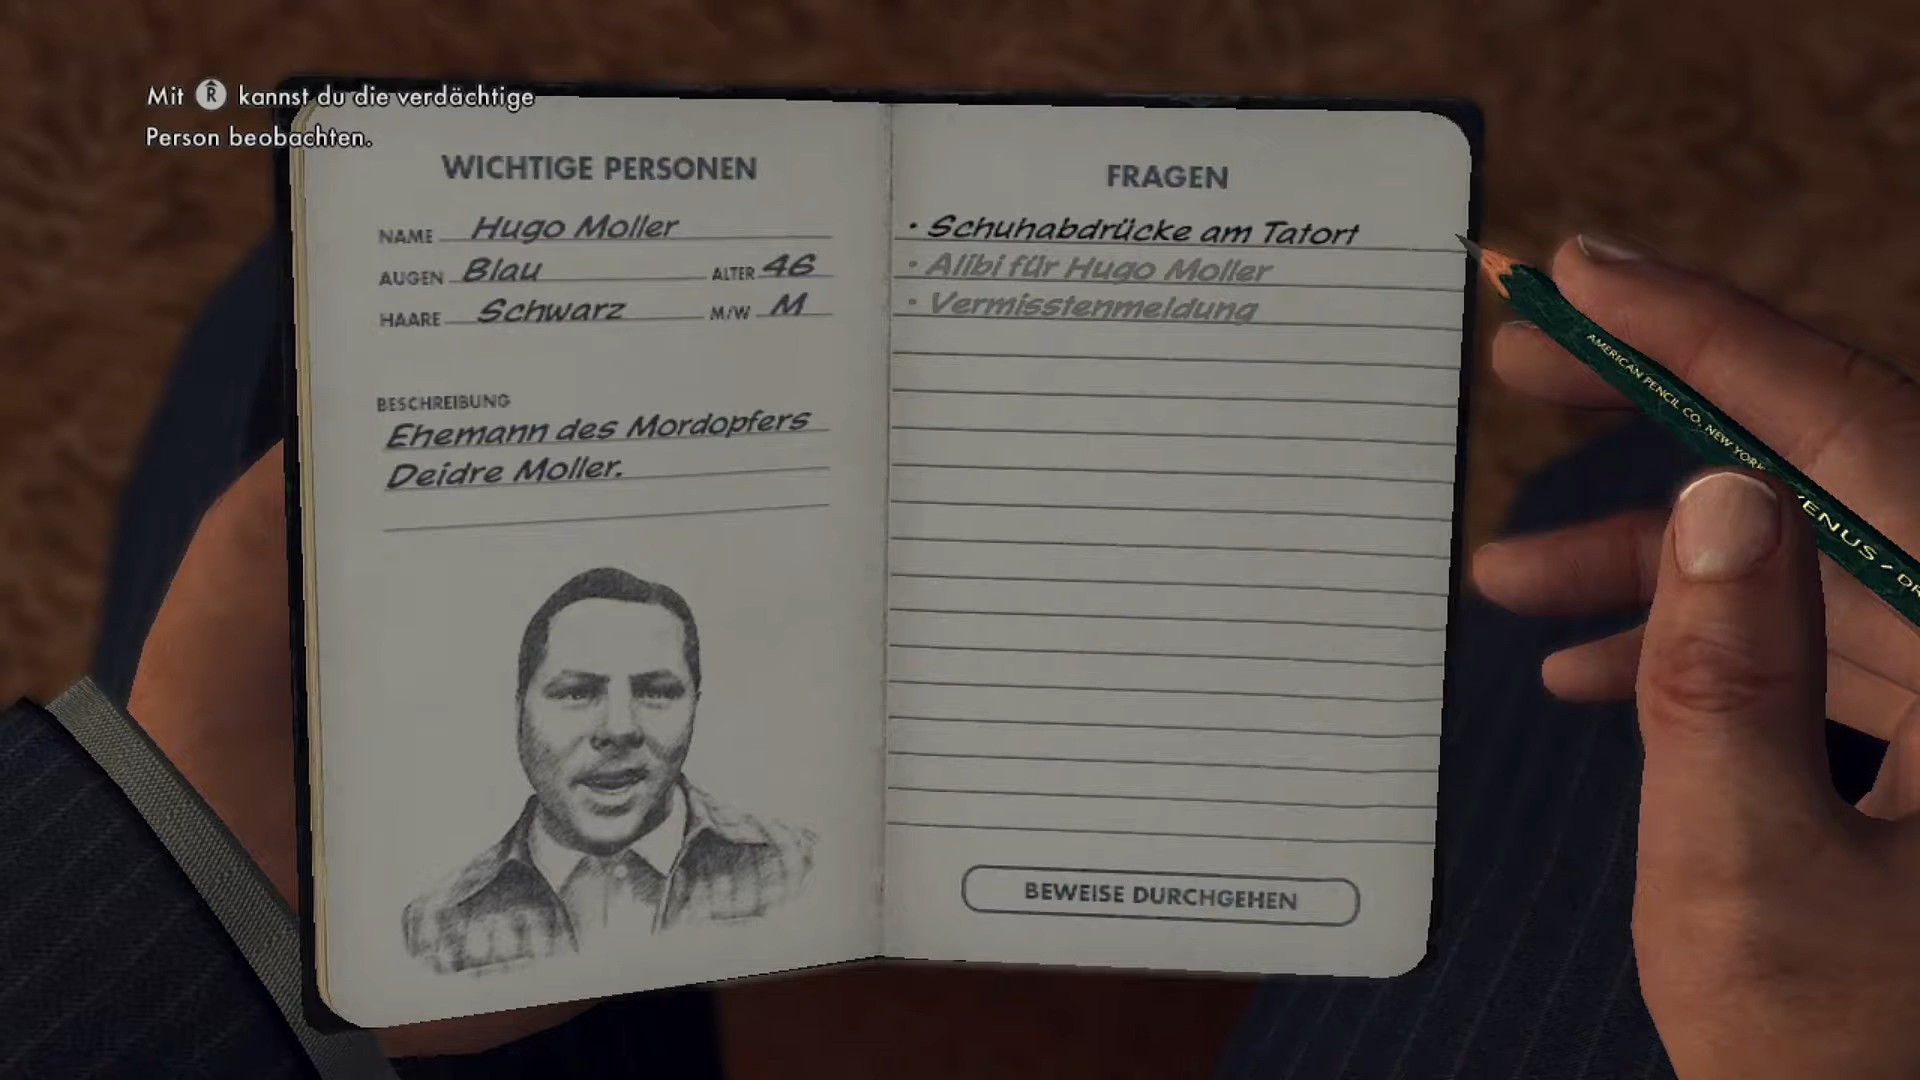 Mit R kannst du die verdächtige
Person beobachten.
WICHTIGE PERSONEN
NAME Hugo Moller
AUGEN Blau ALTER 46
HAARE Schwarz M/W M
BESCHREIBUNG
Ehemann des Mordopfers
Deidre Moller.
FRAGEN
• Schuhabdrücke am Tatort
• Alibi für Hugo Moller
• Vermisstenmeldung
BEWEISE DURCHGEHEN
AMERICAN PENCIL CO. NEW YORK
VENUS / DR